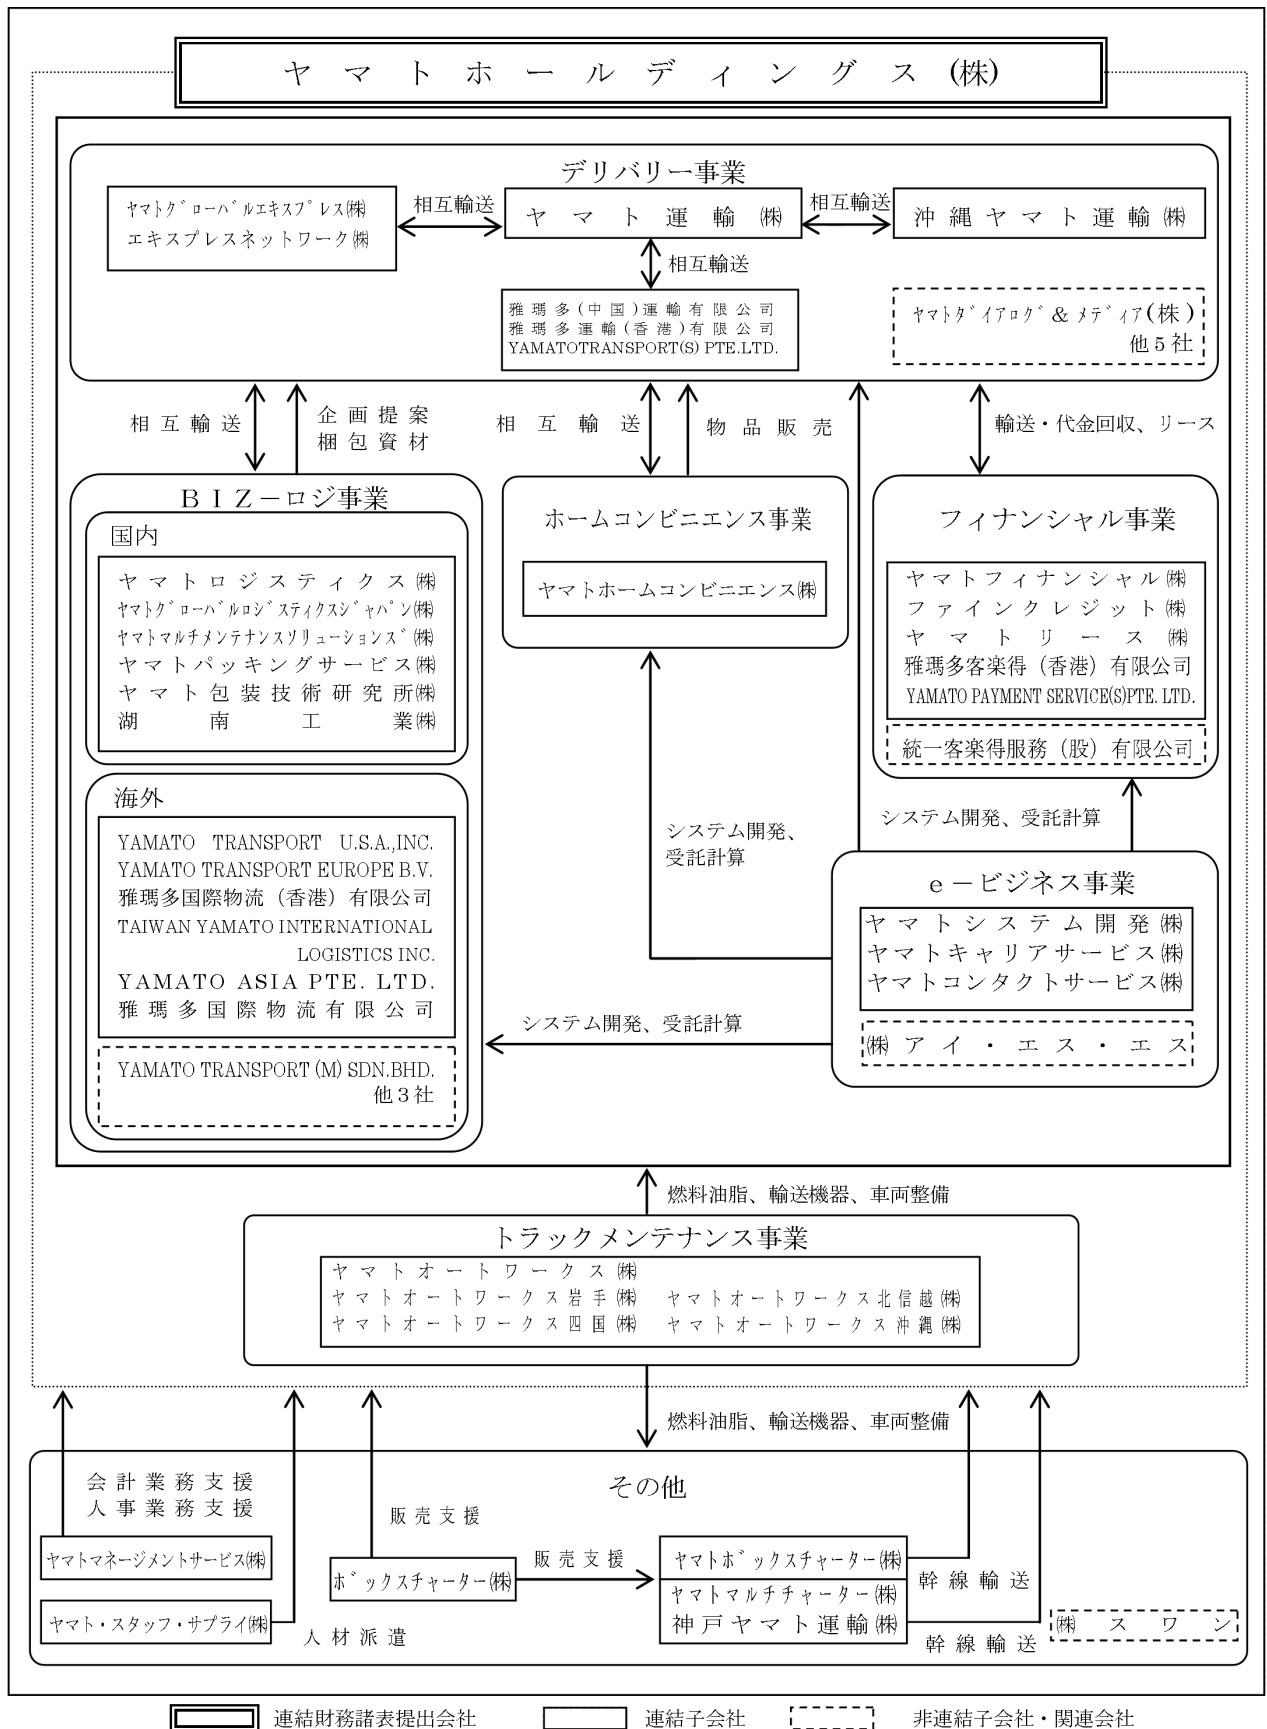 ヤマトホールディングス(株)
デリバリー事業
ヤマトグローバルエキスプレス㈱
エキスプレスネットワーク㈱
相互輸送
ヤマト運輸㈱
相互輸送
沖縄ヤマト運輸㈱
相互輸送
雅瑪多(中国)運輸有限公司
雅瑪多運輸(香港)有限公司
YAMATOTRANSPORT(S) PTE.LTD.
ヤマトダイアログ&メディア(株)
他5社
相互輸送
企画提案
梱包資材
相互輸送
物品販売
輸送・代金回収、リース
BIZ-ロジ事業
国内
ヤマトロジスティクス㈱
ヤマトグローバルロジスティクスジャパン㈱
ヤマトマルチメンテナンスソリューションズ㈱
ヤマトパッキングサービス㈱
ヤマト包装技術研究所㈱
湖南工業㈱
海外
YAMATO TRANSPORT U.S.A.,INC.
YAMATO TRANSPORT EUROPE B.V.
雅瑪多国際物流(香港)有限公司
TAIWAN YAMATO INTERNATIONAL
LOGISTICS INC.
YAMATO ASIA PTE. LTD.
雅瑪多国際物流有限公司
YAMATO TRANSPORT (M) SDN.BHD.
他3社
ホームコンビニエンス事業
ヤマトホームコンビニエンス㈱
フィナンシャル事業
ヤマトフィナンシャル㈱
ファインクレジット㈱
ヤマトリース㈱
雅瑪多客楽得(香港)有限公司
YAMATO PAYMENT SERVICE(S)PTE. LTD.
統一客楽得服務(股)有限公司
システム開発、
受託計算
システム開発、受託計算
e-ビジネス事業
ヤマトシステム開発㈱
ヤマトキャリアサービス㈱
ヤマトコンタクトサービス㈱
㈱アイ・エス・エス
システム開発、受託計算
燃料油脂、輸送機器、車両整備
トラックメンテナンス事業
ヤマトオートワークス㈱
ヤマトオートワークス岩手㈱ ヤマトオートワークス北信越㈱
ヤマトオートワークス四国㈱ ヤマトオートワークス沖縄㈱
燃料油脂、輸送機器、車両整備
その他
会計業務支援
人事業務支援
ヤマトマネージメントサービス㈱
ヤマト・スタッフ・サプライ㈱
人材派遣
販売支援
ボックスチャーター㈱
販売支援
ヤマトボックスチャーター㈱
ヤマトマルチチャーター㈱
神戸ヤマト運輸㈱
幹線輸送
幹線輸送
㈱スワン
連結財務諸表提出会社 連結子会社 非連結子会社・関連会社